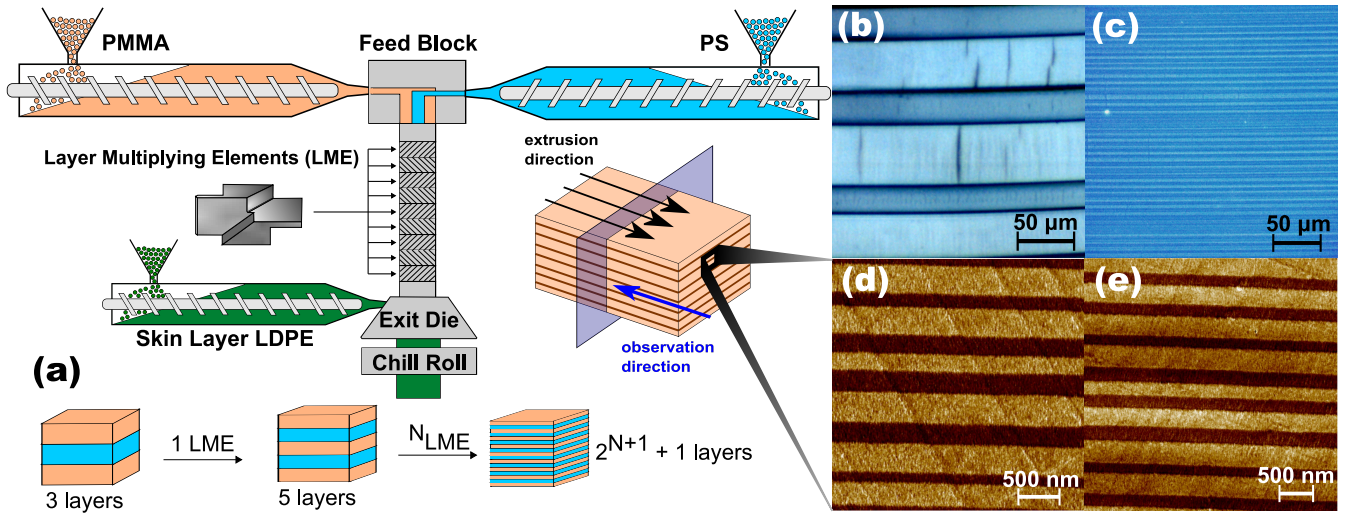 PMMA
Feed Block
PS
Layer Multiplying Elements (LME)
extrusion
direction
Skin Layer LDPE
Exit Die
Chill Roll
observation
direction
(a)
1 LME
N_LME
2^{N+1} + 1 layers
3 layers
5 layers
(b)
50 µm
(c)
50 µm
(d)
500 nm
(e)
500 nm